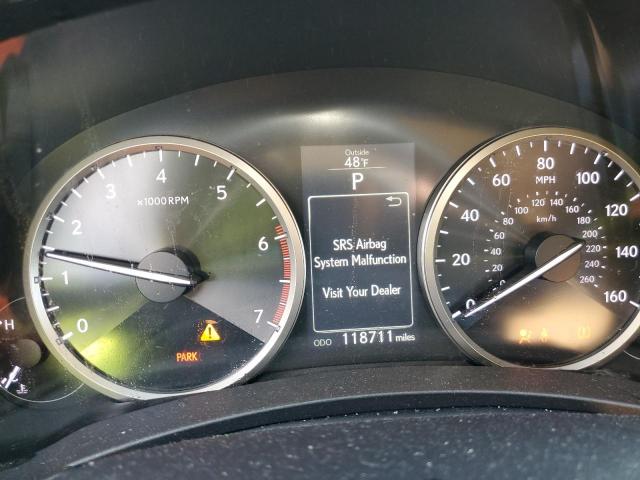 Outside
48°F
P
SRS Airbag
System Malfunction
Visit Your Dealer
ODO 118711 miles
x1000RPM
0 1 2 3 4 5 6 7
PARK
H
MPH
0 20 40 60 80 100 120 140 160
km/h
0 20 40 60 80 100 120 140 160 180 200 220 240 260